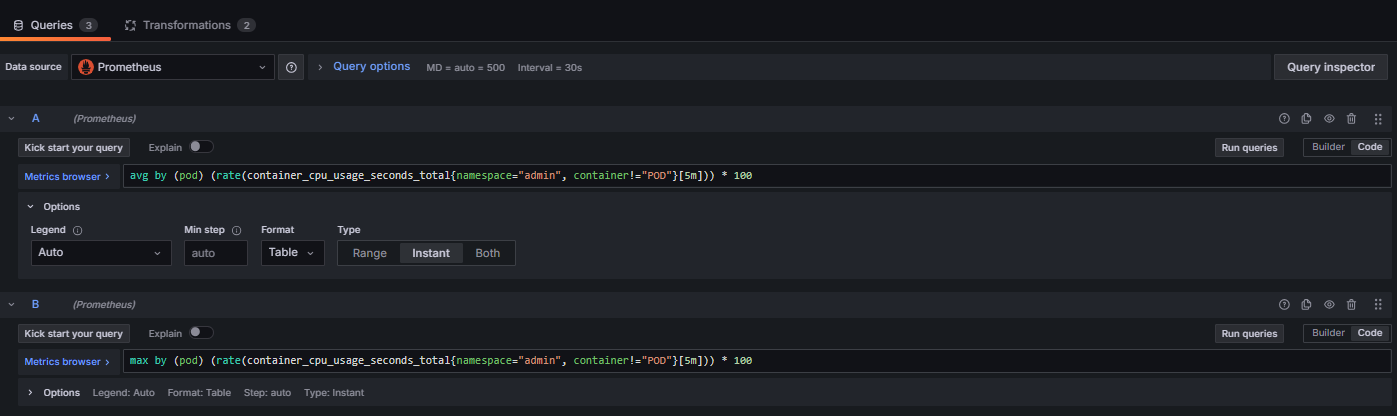 Queries 3 Transformations 2
Data source Prometheus Query options MD = auto = 500 Interval = 30s Query inspector
A (Prometheus)
Kick start your query Explain Run queries Builder Code
Metrics browser > avg by (pod) (rate(container_cpu_usage_seconds_total{namespace="admin", container!="POD"}[5m])) * 100
Options
Legend Min step Format Type
Auto auto Table Range Instant Both
B (Prometheus)
Kick start your query Explain Run queries Builder Code
Metrics browser > max by (pod) (rate(container_cpu_usage_seconds_total{namespace="admin", container!="POD"}[5m])) * 100
Options Legend: Auto Format: Table Step: auto Type: Instant